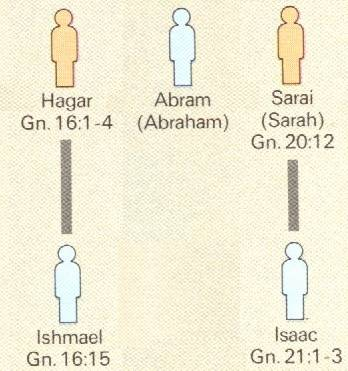 Hagar
Gn. 16:1-4
Abram
(Abraham)
Sarai
(Sarah)
Gn. 20:12
Ishmael
Gn. 16:15
Isaac
Gn. 21:1-3